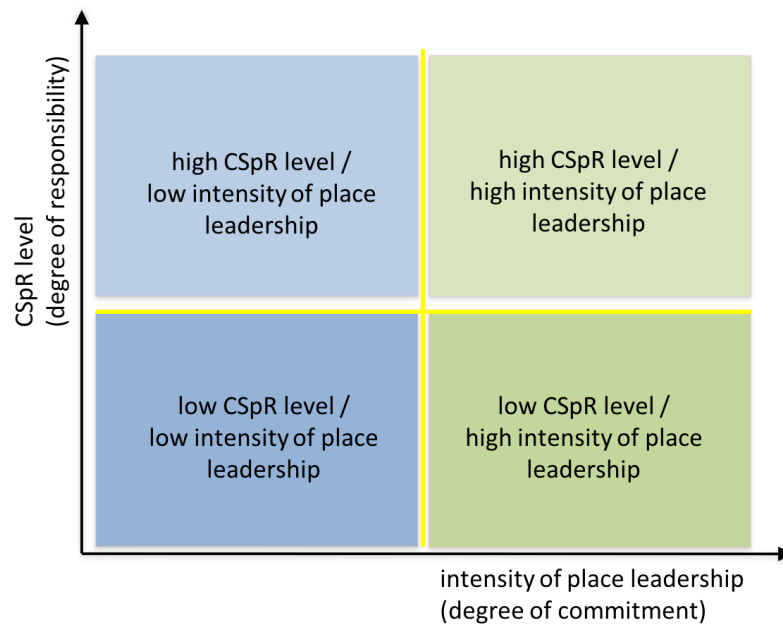 CSpR level
(degree of responsibility)
high CSpR level /
low intensity of place
leadership
high CSpR level /
high intensity of place
leadership
low CSpR level /
low intensity of place
leadership
low CSpR level /
high intensity of place
leadership
intensity of place leadership
(degree of commitment)